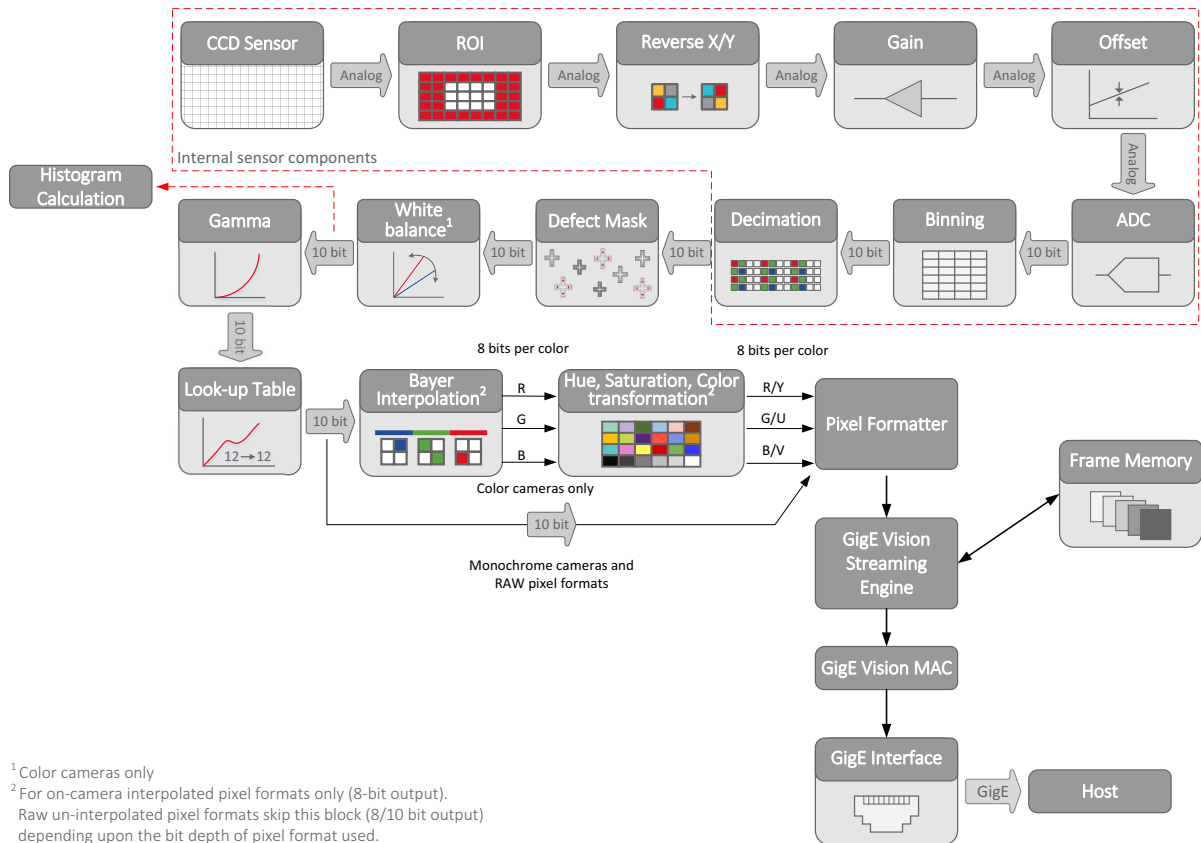 CCD Sensor
Analog
ROI
Analog
Reverse X/Y
Analog
Gain
Analog
Offset
Internal sensor components
Analog
Histogram
Calculation
Gamma
10 bit
White
balance¹
10 bit
Defect Mask
10 bit
Decimation
10 bit
Binning
10 bit
ADC
10 bit
8 bits per color
8 bits per color
Look-up Table
12→12
10 bit
Bayer
Interpolation²
R
G
B
Hue, Saturation, Color
transformation²
R/Y
G/U
B/V
Pixel Formatter
Color cameras only
10 bit
Monochrome cameras and
RAW pixel formats
Frame Memory
GigE Vision
Streaming
Engine
GigE Vision MAC
GigE Interface
GigE
Host
¹ Color cameras only
² For on-camera interpolated pixel formats only (8-bit output).
Raw un-interpolated pixel formats skip this block (8/10 bit output)
depending upon the bit depth of pixel format used.